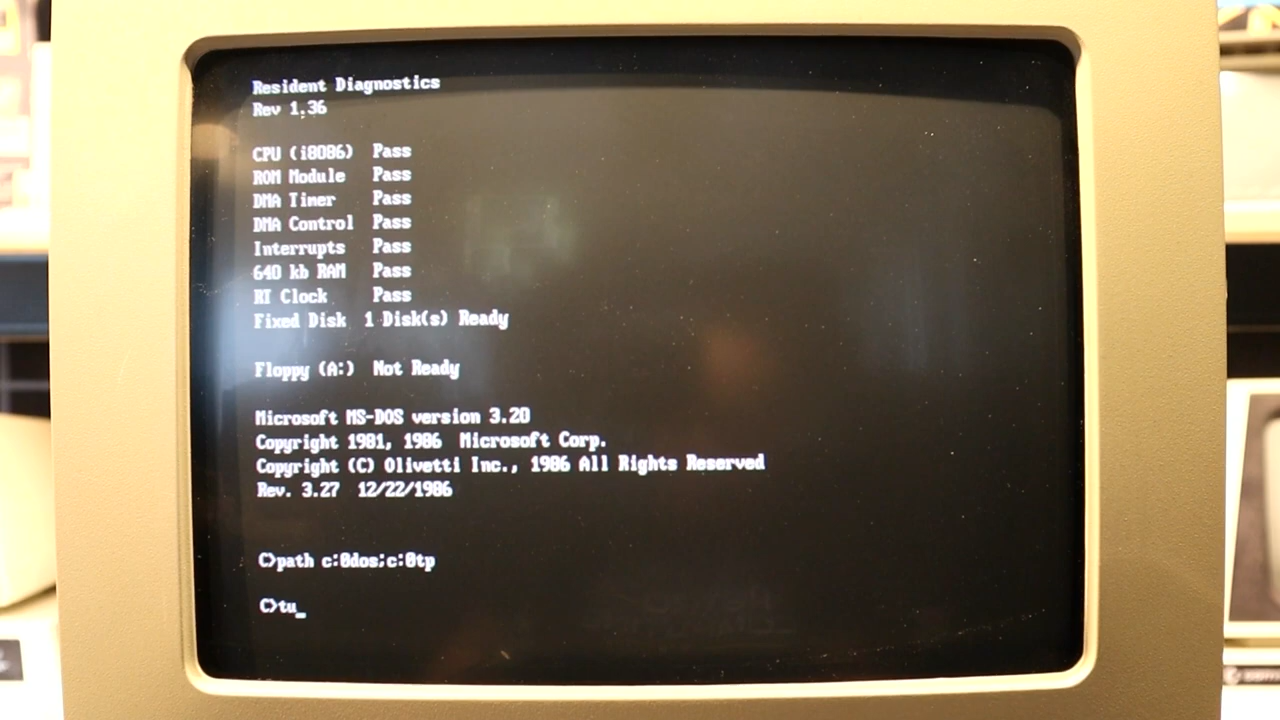 Resident Diagnostics
Rev 1.36
CPU (i8086) Pass
ROM Module Pass
DMA Timer Pass
DMA Control Pass
Interrupts Pass
640 kb RAM Pass
RT Clock Pass
Fixed Disk 1 Disk(s) Ready
Floppy (A:) Not Ready
Microsoft MS-DOS version 3.20
Copyright 1981, 1986 Microsoft Corp.
Copyright (C) Olivetti Inc., 1986 All Rights Reserved
Rev. 3.27 12/22/1986
C>path c:0dos;c:0tp
C>tu_